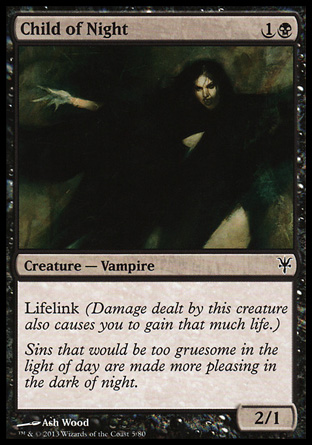 Child of Night 1
Creature — Vampire
Lifelink (Damage dealt by this creature
also causes you to gain that much life.)
Sins that would be too gruesome in the
light of day are made more pleasing in
the dark of night.
Ash Wood
™ & © 2013 Wizards of the Coast 5/80
2/1